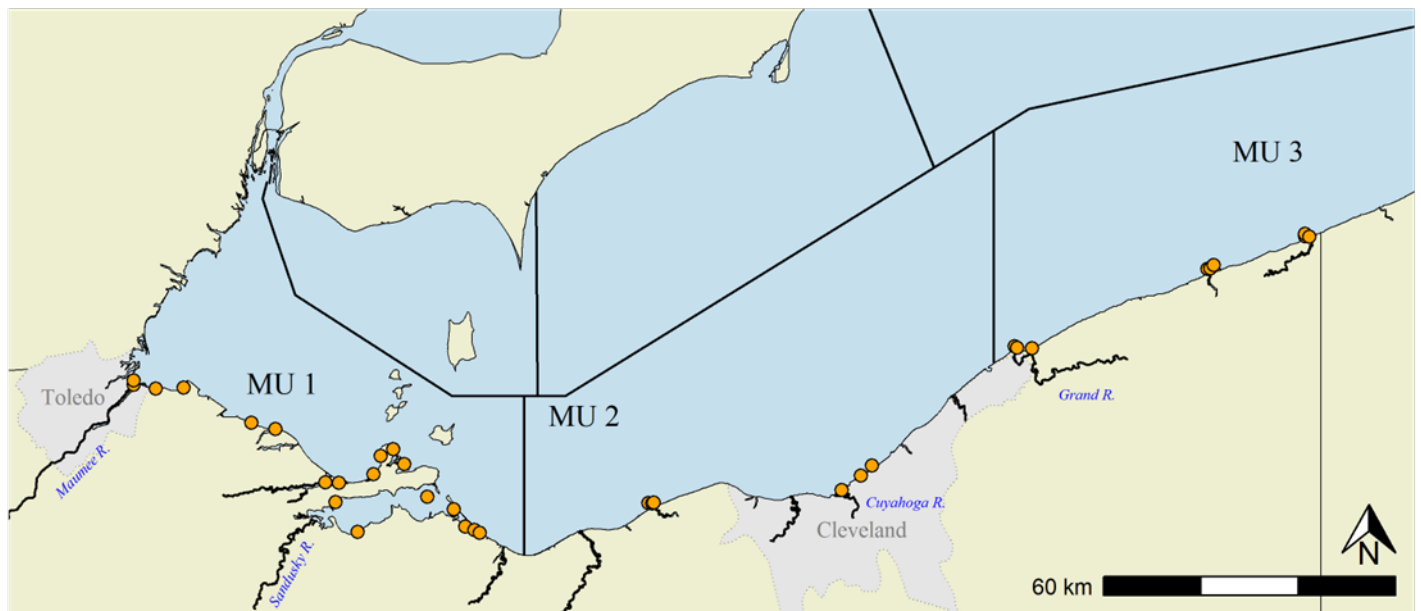 MU 3
MU 1
Toledo
MU 2
Maumee R.
Grand R.
Cuyahoga R.
Cleveland
Sandusky R.
N
60 km